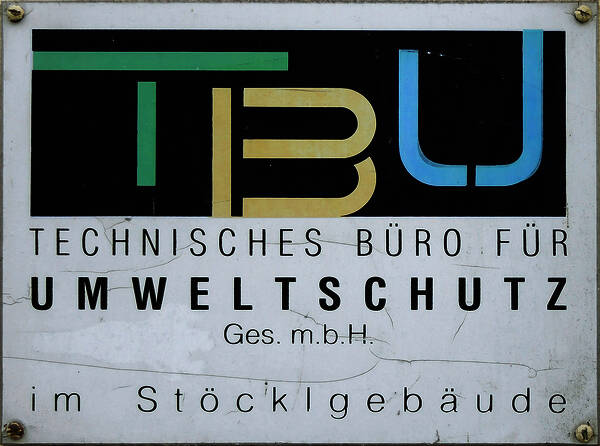 TBU
TECHNISCHES BÜRO FÜR
UMWELTSCHUTZ
Ges. m.b.H.
im Stöcklgebäude